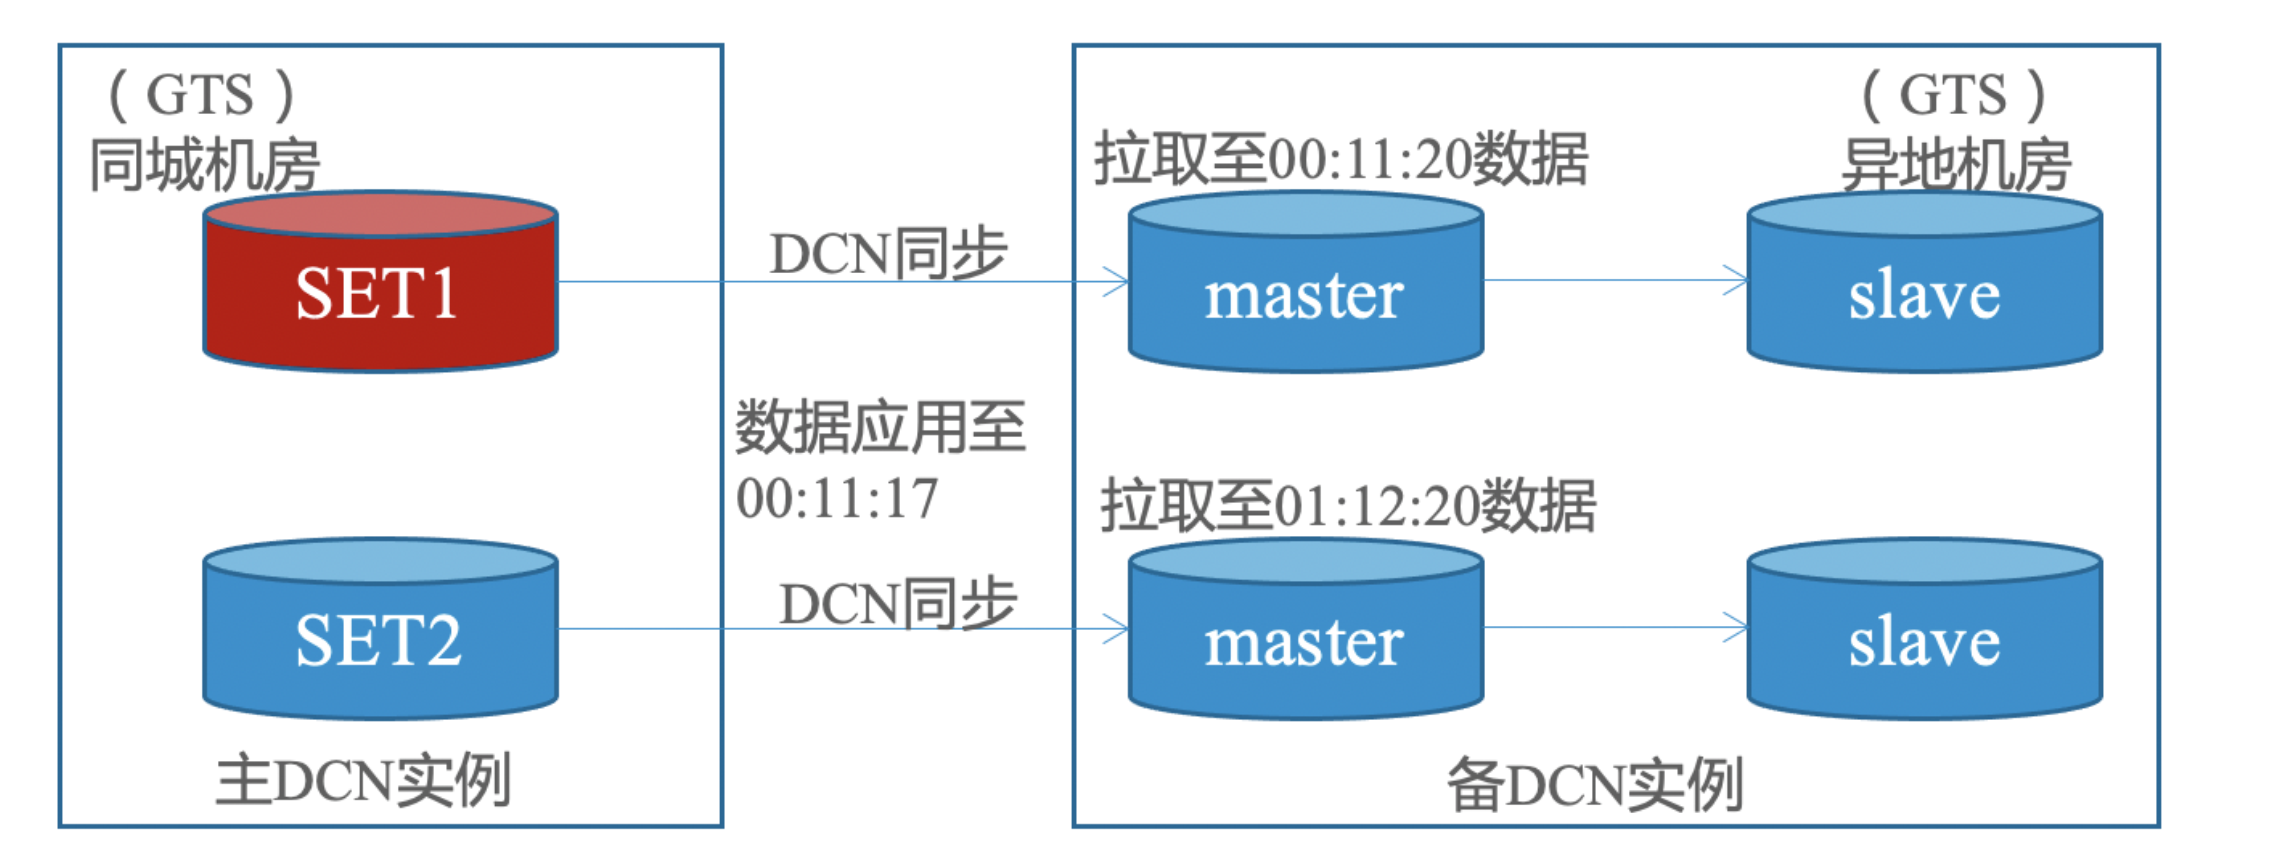 （GTS）
同城机房
SET1
DCN同步
数据应用至
00:11:17
SET2
DCN同步
主DCN实例
（GTS）
异地机房
拉取至00:11:20数据
master
slave
拉取至01:12:20数据
master
slave
备DCN实例